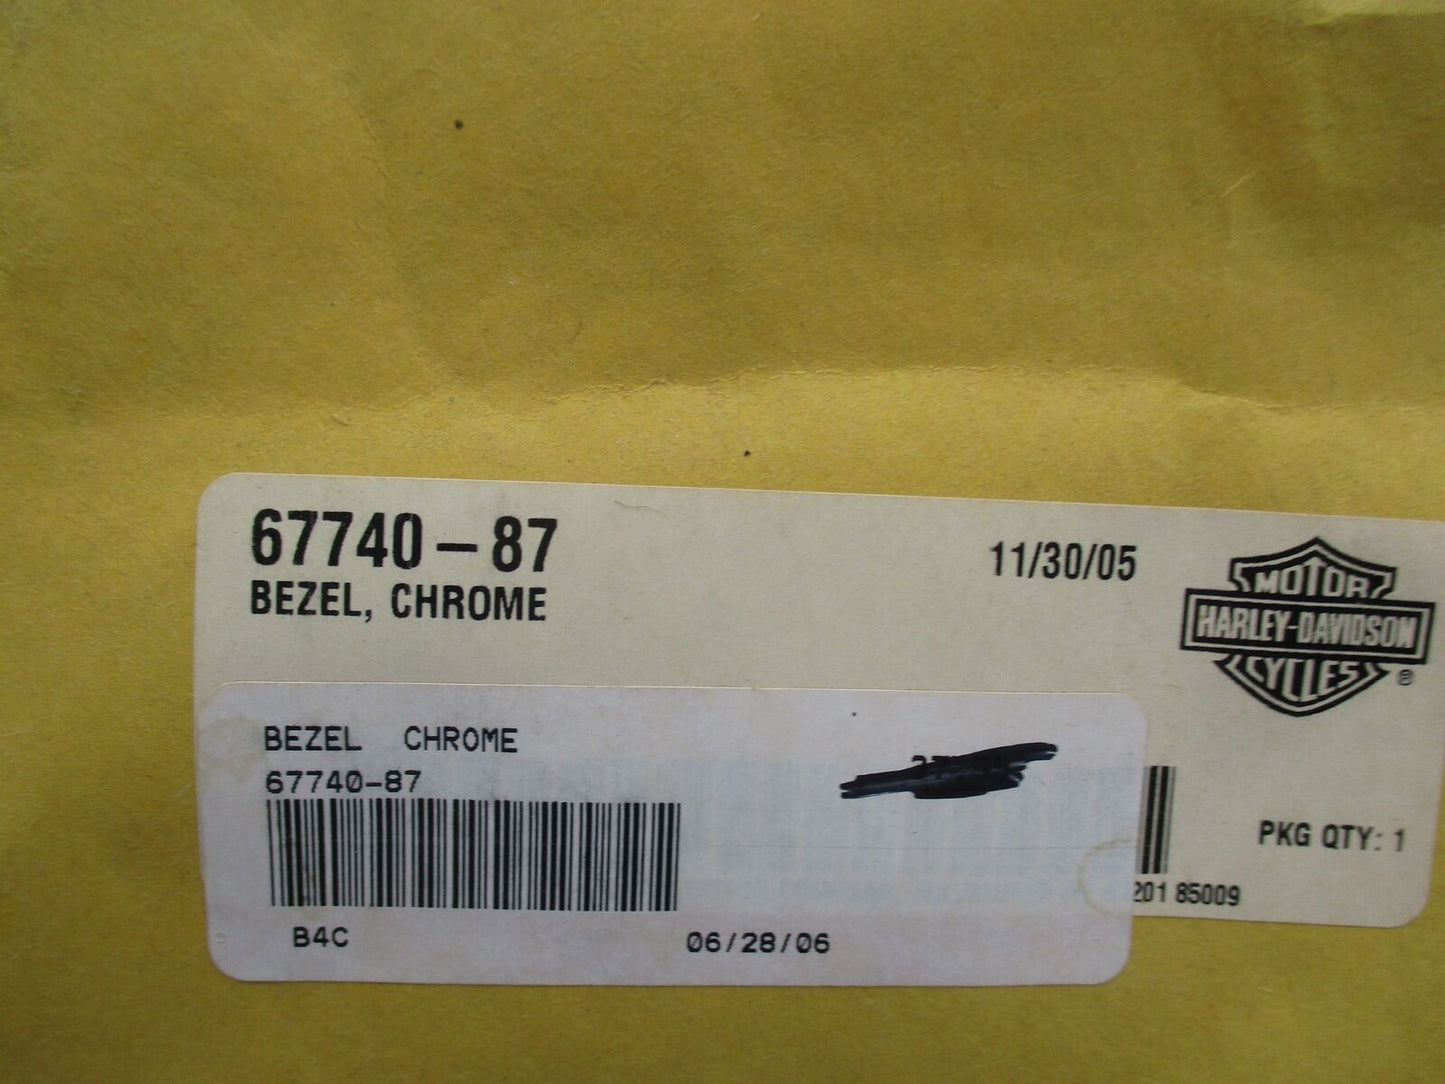 67740-87
BEZEL, CHROME
11/30/05
MOTOR
HARLEY-DAVIDSON
CYCLES
®
BEZEL CHROME
67740-87
B4C
06/28/06
PKG QTY: 1
201 85009